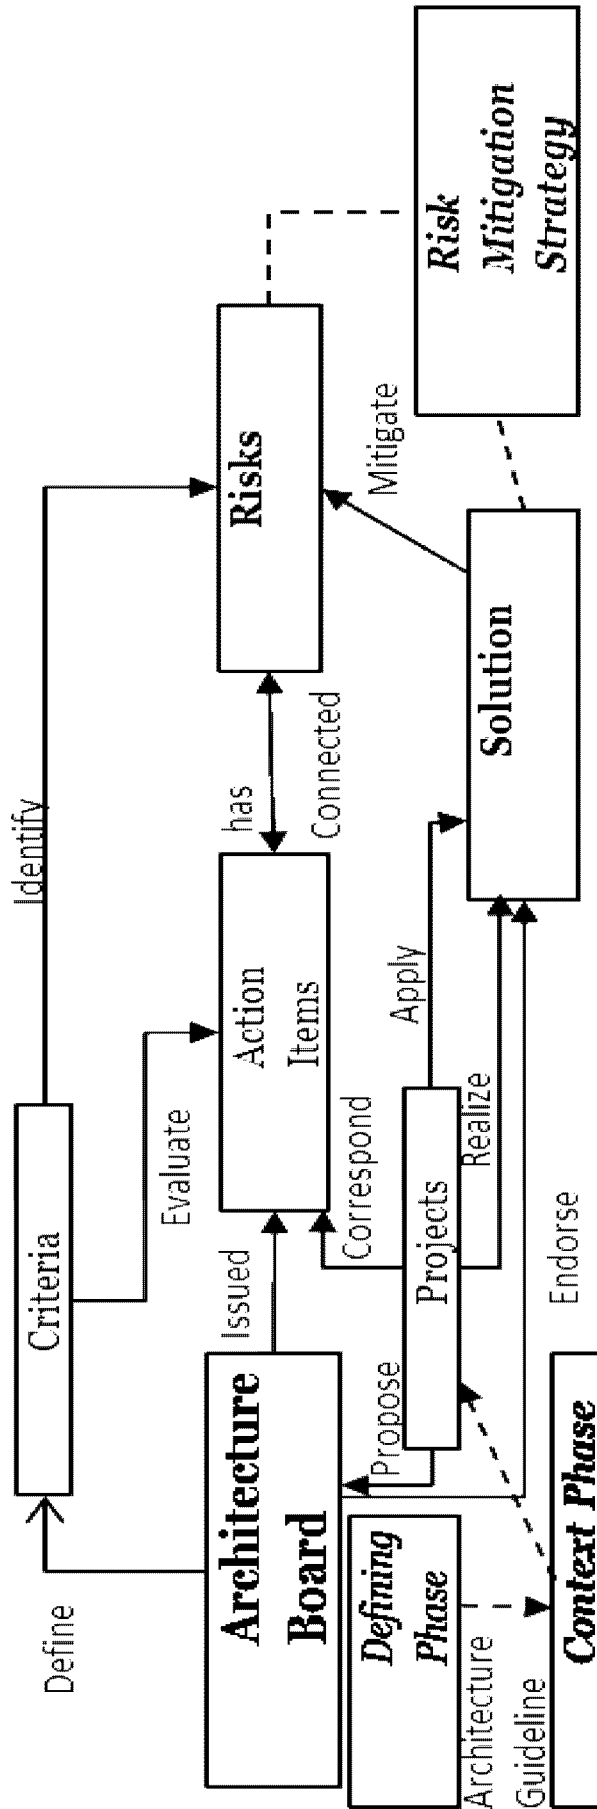 Define
Identify
Criteria
Evaluate
Architecture
Board
Issued
Action
Items
has
Connected
Risks
Correspond
Apply
Mitigate
Propose
Projects
Realize
Solution
Risk
Mitigation
Strategy
Defining
Phase
Architecture
Guideline
Endorse
Context Phase